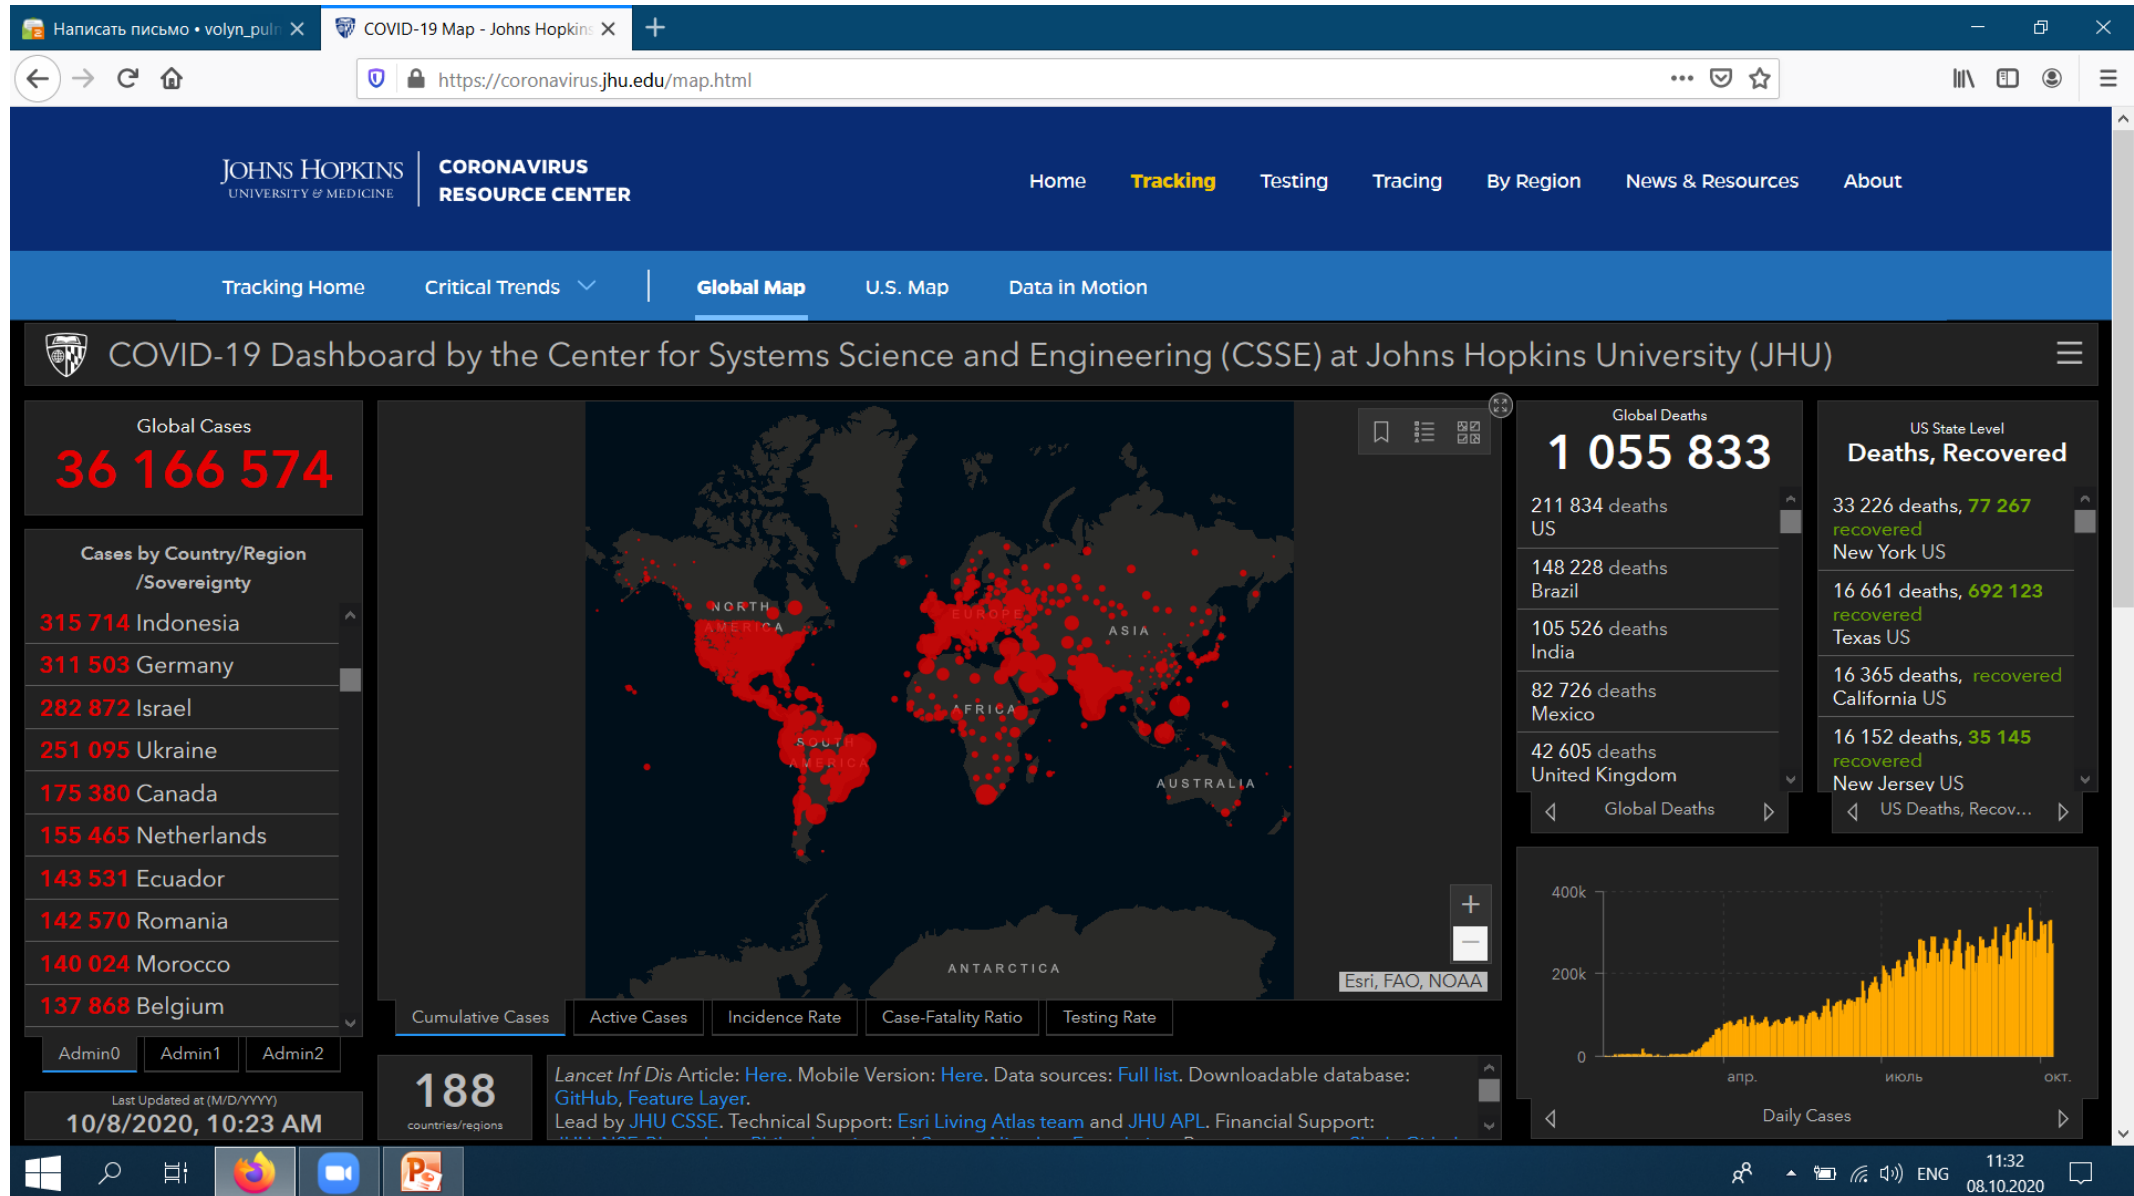 Написать письмо • volyn_puln
COVID-19 Map - Johns Hopkins
https://coronavirus.jhu.edu/map.html
JOHNS HOPKINS
UNIVERSITY & MEDICINE
CORONAVIRUS
RESOURCE CENTER
Home
Tracking
Testing
Tracing
By Region
News & Resources
About
Tracking Home
Critical Trends
Global Map
U.S. Map
Data in Motion
COVID-19 Dashboard by the Center for Systems Science and Engineering (CSSE) at Johns Hopkins University (JHU)
Global Cases
36 166 574
Cases by Country/Region
/Sovereignty
315 714 Indonesia
311 503 Germany
282 872 Israel
251 095 Ukraine
175 380 Canada
155 465 Netherlands
143 531 Ecuador
142 570 Romania
140 024 Morocco
137 868 Belgium
Admin0
Admin1
Admin2
Last Updated at (M/D/YYYY)
10/8/2020, 10:23 AM
NORTH
AMERICA
EUROPE
ASIA
AFRICA
SOUTH
AMERICA
AUSTRALIA
ANTARCTICA
Esri, FAO, NOAA
Cumulative Cases
Active Cases
Incidence Rate
Case-Fatality Ratio
Testing Rate
188
countries/regions
Lancet Inf Dis Article: Here. Mobile Version: Here. Data sources: Full list. Downloadable database:
GitHub, Feature Layer.
Lead by JHU CSSE. Technical Support: Esri Living Atlas team and JHU APL. Financial Support:
Global Deaths
1 055 833
211 834 deaths
US
148 228 deaths
Brazil
105 526 deaths
India
82 726 deaths
Mexico
42 605 deaths
United Kingdom
Global Deaths
US State Level
Deaths, Recovered
33 226 deaths, 77 267
recovered
New York US
16 661 deaths, 692 123
recovered
Texas US
16 365 deaths, recovered
California US
16 152 deaths, 35 145
recovered
New Jersey US
US Deaths, Recov...
400k
200k
0
апр.
июль
окт.
Daily Cases
ENG
11:32
08.10.2020